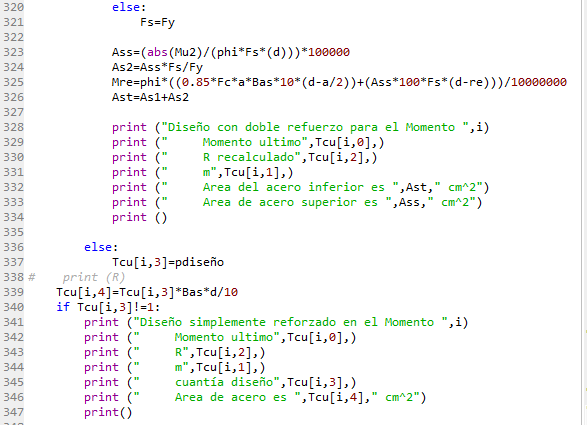 320             else:
321                 Fs=Fy
322
323             Ass=(abs(Mu2)/(phi*Fs*(d)))*100000
324             As2=Ass*Fs/Fy
325             Mre=phi*((0.85*Fc*a*Bas*10*(d-a/2))+(Ass*100*Fs*(d-re)))/10000000
326             Ast=As1+As2
327
328             print ("Diseño con doble refuerzo para el Momento ",i)
329             print ("     Momento ultimo",Tcu[i,0],)
330             print ("     R recalculado",Tcu[i,2],)
331             print ("     m",Tcu[i,1],)
332             print ("     Area del acero inferior es ",Ast," cm^2")
333             print ("     Area de acero superior es ",Ass," cm^2")
334             print ()
335
336         else:
337             Tcu[i,3]=pdiseño
338 #    print (R)
339     Tcu[i,4]=Tcu[i,3]*Bas*d/10
340     if Tcu[i,3]!=1:
341         print ("Diseño simplemente reforzado en el Momento ",i)
342         print ("     Momento ultimo",Tcu[i,0],)
343         print ("     R",Tcu[i,2],)
344         print ("     m",Tcu[i,1],)
345         print ("     cuantía diseño",Tcu[i,3],)
346         print ("     Area de acero es ",Tcu[i,4]," cm^2")
347         print()